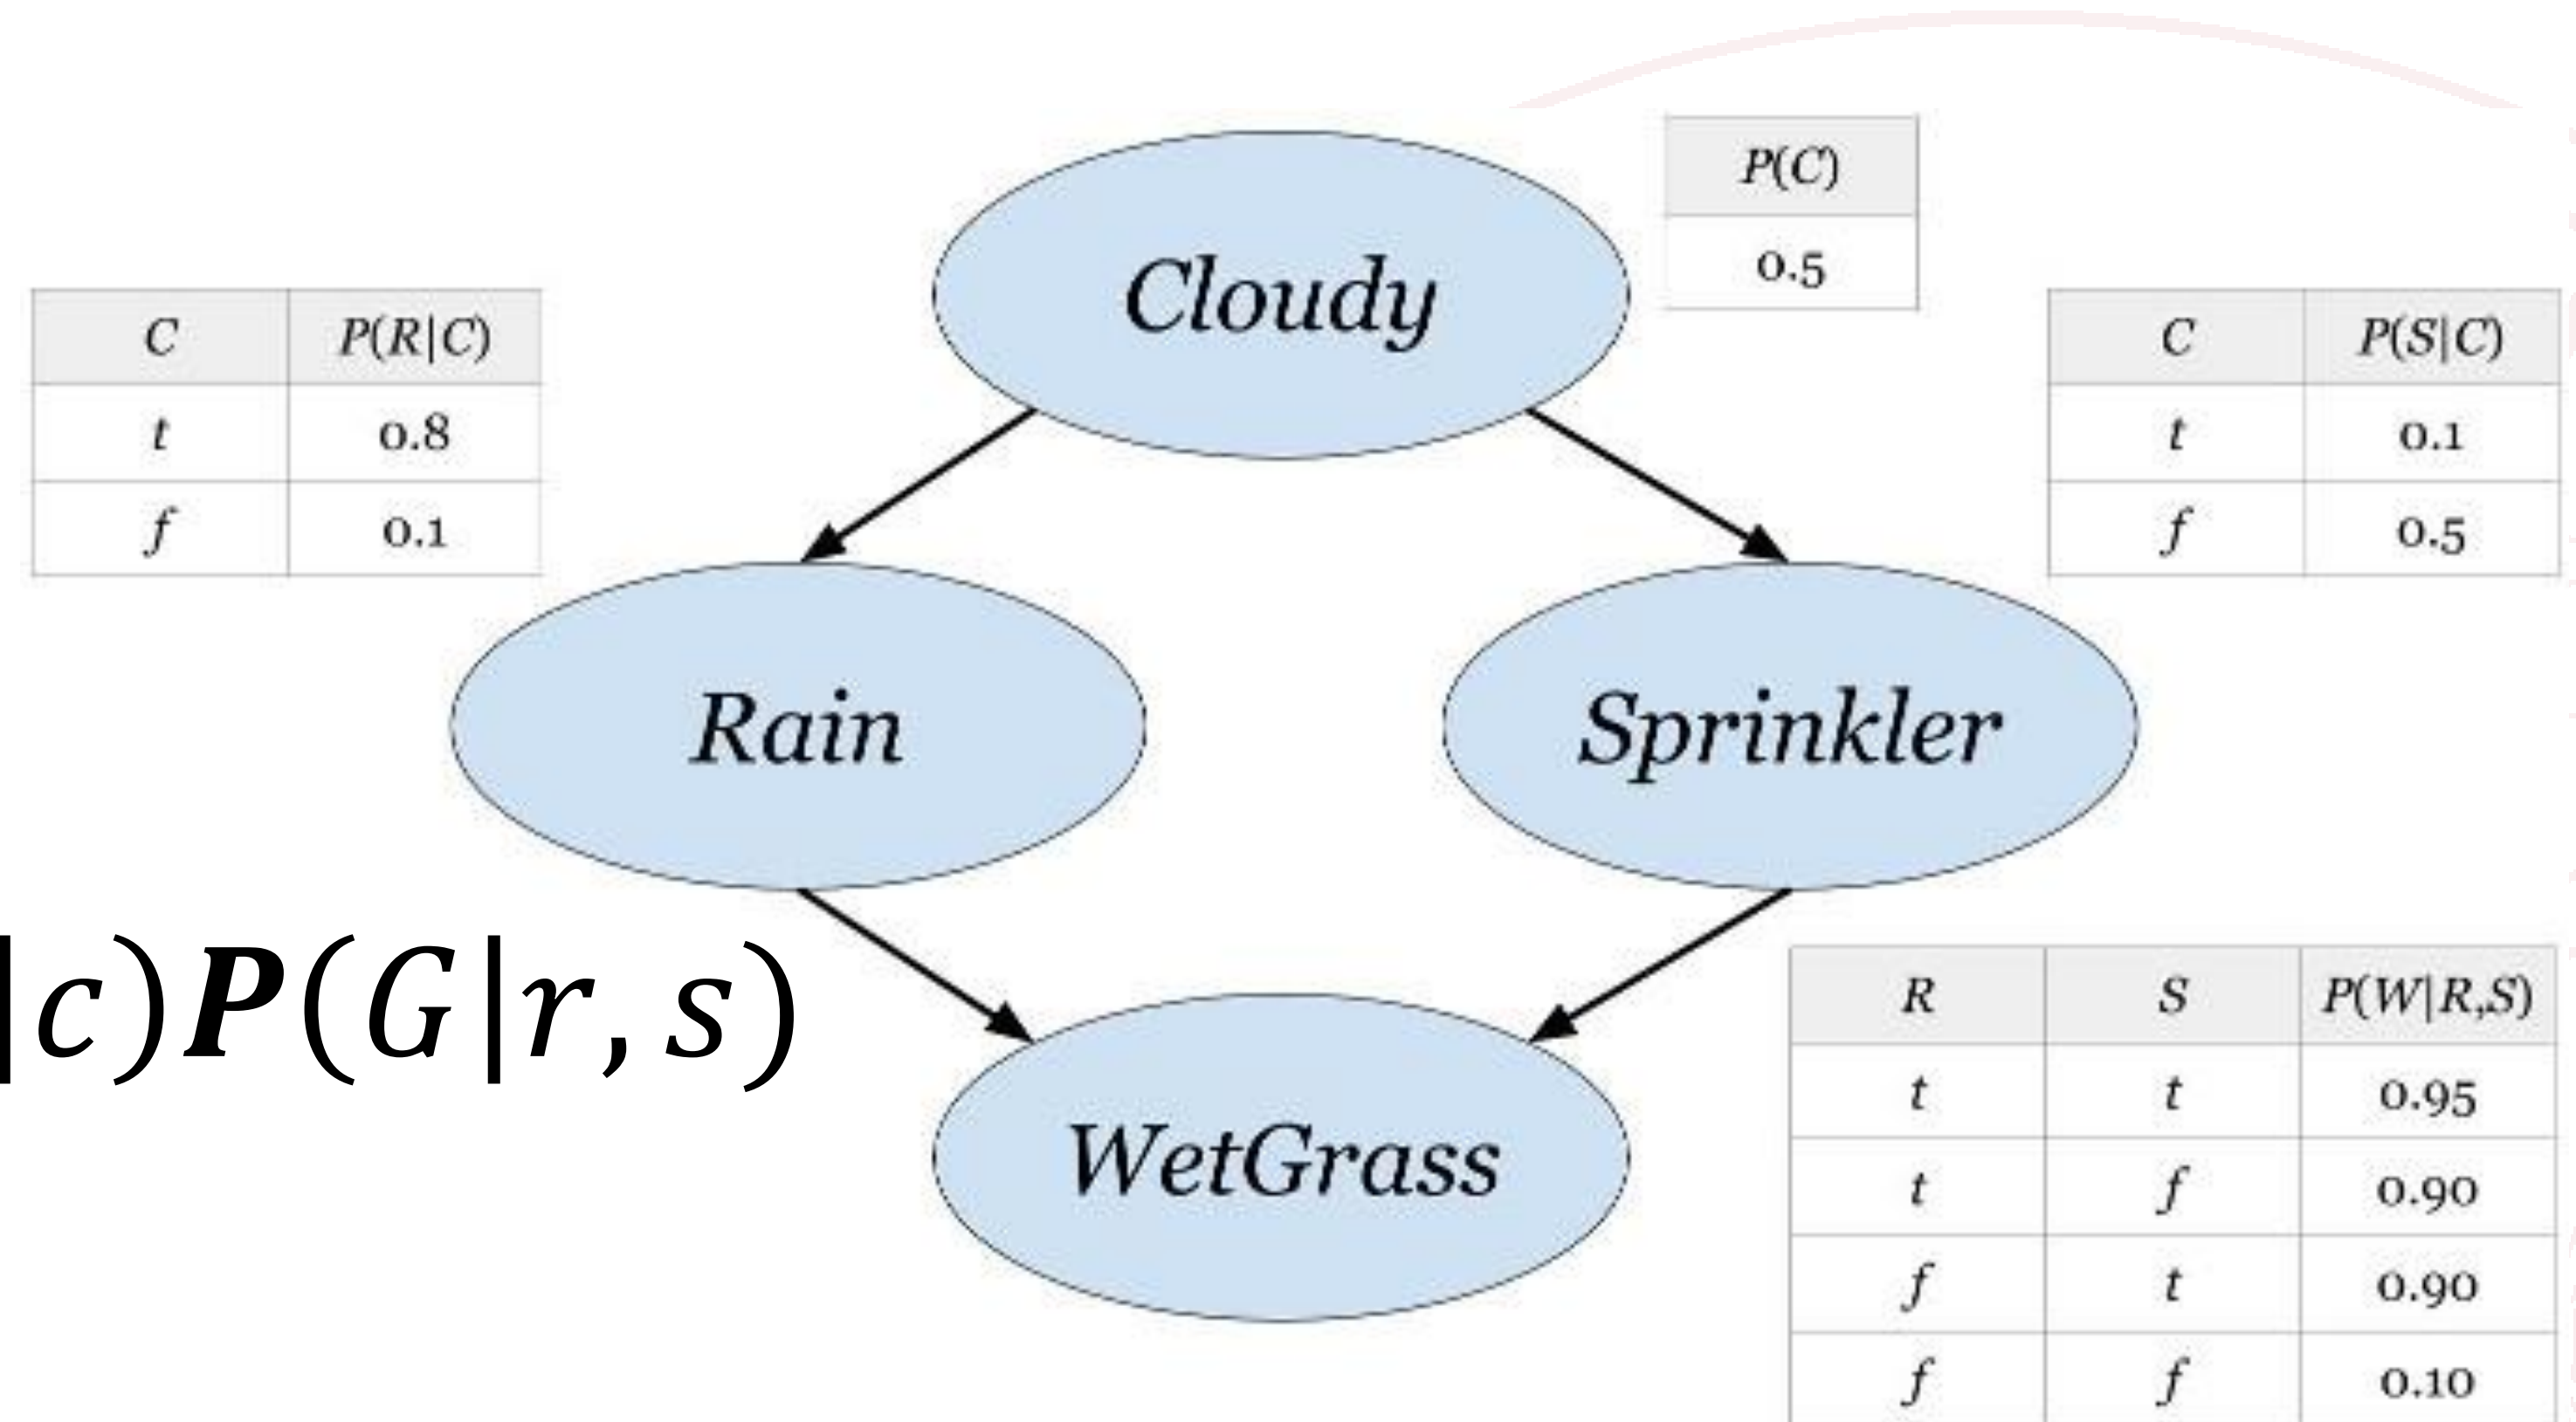 P(C)
0.5
Cloudy
C P(R|C)
t 0.8
f 0.1
C P(S|C)
t 0.1
f 0.5
Rain
Sprinkler
|c)P(G|r, s)
WetGrass
R S P(W|R,S)
t t 0.95
t f 0.90
f t 0.90
f f 0.10